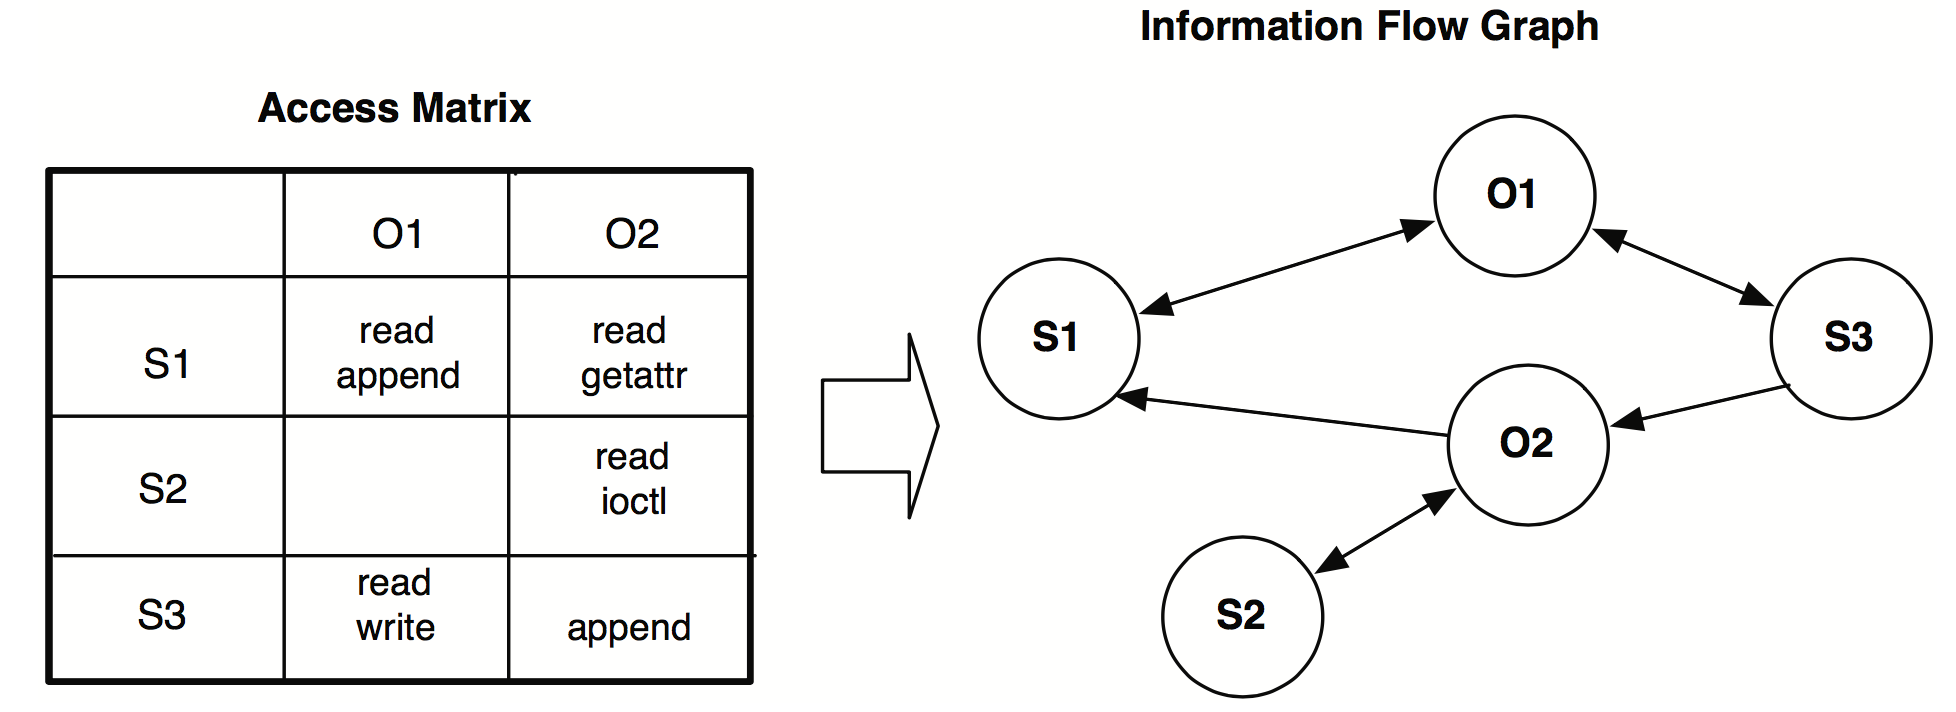 Information Flow Graph
Access Matrix
O1 O2
S1
read
append
read
getattr
S2
read
ioctl
S3
read
write
append
O1
S1
S3
O2
S2